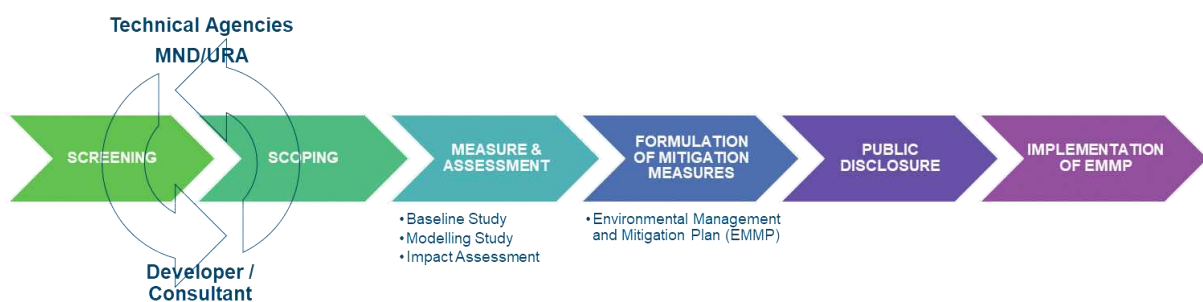 Technical Agencies
MND/URA
SCREENING
SCOPING
MEASURE &
ASSESSMENT
FORMULATION
OF MITIGATION
MEASURES
PUBLIC
DISCLOSURE
IMPLEMENTATION
OF EMMP
• Baseline Study
• Modelling Study
• Impact Assessment
• Environmental Management
and Mitigation Plan (EMMP)
Developer /
Consultant